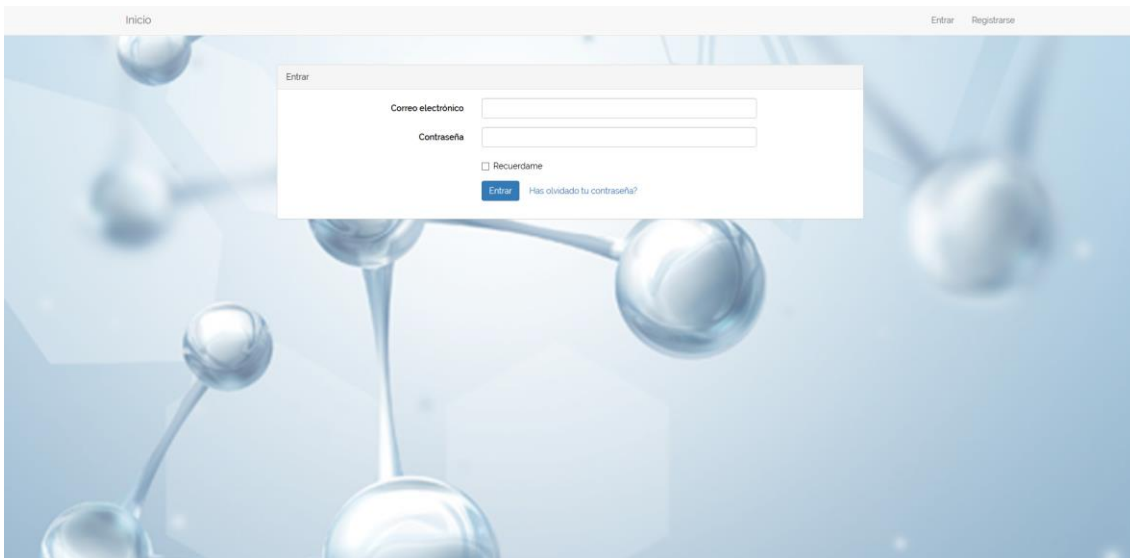 Inicio Entrar Registrarse
Entrar
Correo electrónico
Contraseña
Recuerdame
Entrar Has olvidado tu contraseña?